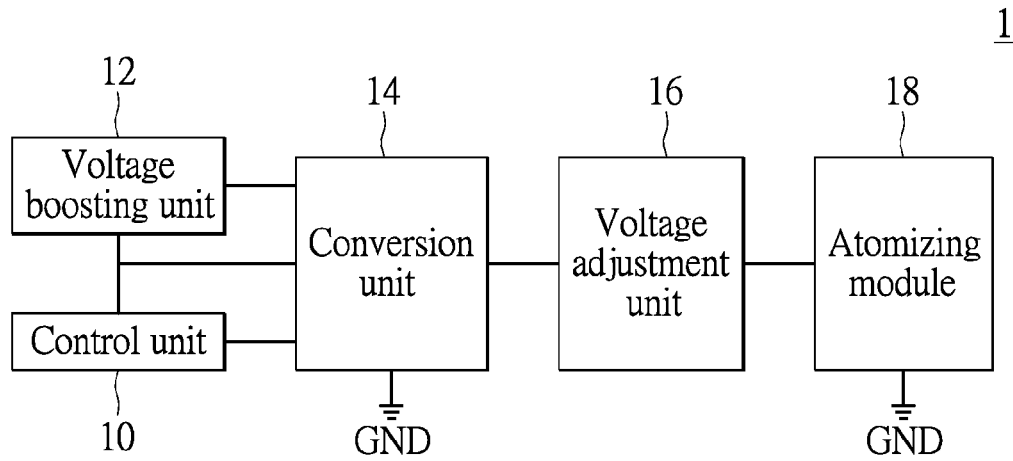 1
12
14
16
18
Voltage
boosting unit
Conversion
unit
Voltage
adjustment
unit
Atomizing
module
Control unit
10
GND
GND